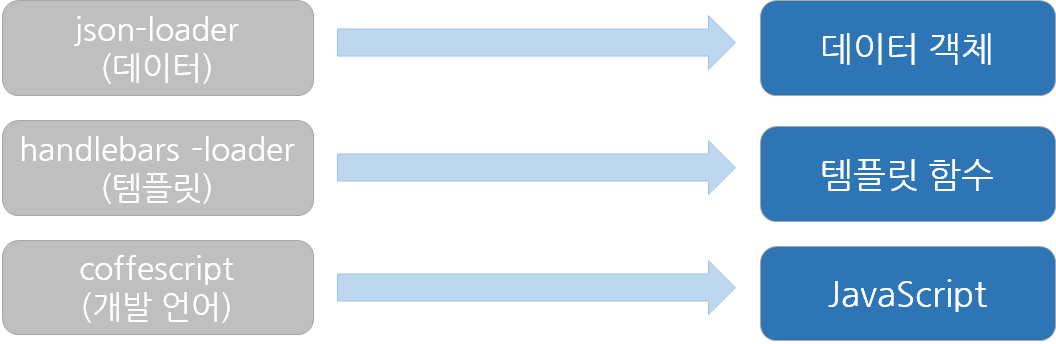 json-loader
(데이터)
데이터 객체
handlebars -loader
(템플릿)
템플릿 함수
coffescript
(개발 언어)
JavaScript